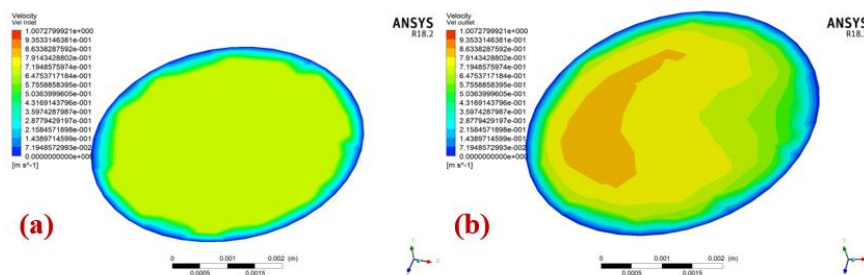 Velocity
Vel Inlet
1.0072799921e+000
9.3533146381e-001
8.6338287592e-001
7.9143428802e-001
7.1948575974e-001
6.4753717184e-001
5.7558858395e-001
5.0363999605e-001
4.3169143796e-001
3.5974287987e-001
2.8779429197e-001
2.1584571898e-001
1.4389714599e-001
7.1948572993e-002
0.0000000000e+000
[m s^-1]
ANSYS
R18.2
(a)
0 0.001 0.002 (m)
0.0005 0.0015
Velocity
Vel outlet
1.0072799921e+000
9.3533146381e-001
8.6338287592e-001
7.9143428802e-001
7.1948575974e-001
6.4753717184e-001
5.7558858395e-001
5.0363999605e-001
4.3169143796e-001
3.5974287987e-001
2.8779429197e-001
2.1584571898e-001
1.4389714599e-001
7.1948572993e-002
0.0000000000e+000
[m s^-1]
ANSYS
R18.2
(b)
0 0.001 0.002 (m)
0.0005 0.0015